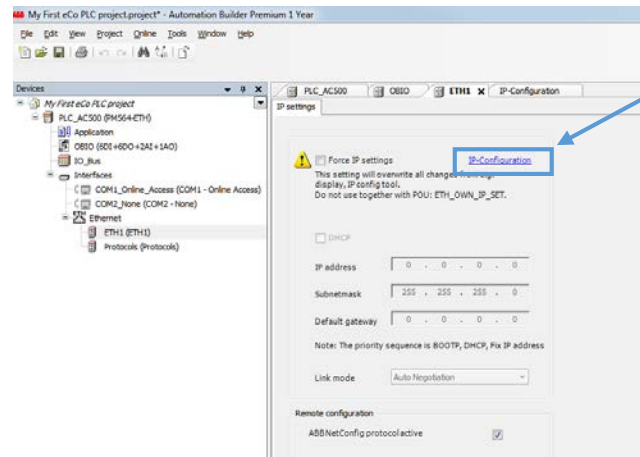 My First eCo PLC project.project* - Automation Builder Premium 1 Year
File Edit View Project Online Tools Window Help
Devices
My First eCo PLC project
PLC_AC500 (PM564-ETH)
Application
OBIO (6DI+6DO+2AI+1AO)
IO_Bus
Interfaces
COM1_Online_Access (COM1 - Online Access)
COM2_None (COM2 - None)
Ethernet
ETH1 (ETH1)
Protocols (Protocols)
PLC_AC500 OBIO ETH1 IP-Configuration
IP settings
Force IP settings IP-Configuration
This setting will overwrite all changes from e.g.
display, IP config tool.
Do not use together with POU: ETH_OWN_IP_SET.
DHCP
IP address 0 . 0 . 0 . 0
Subnetmask 255 . 255 . 255 . 0
Default gateway 0 . 0 . 0 . 0
Note: The priority sequence is BOOTP, DHCP, Fix IP address
Link mode Auto Negotiation
Remote configuration
ABB NetConfig protocol active